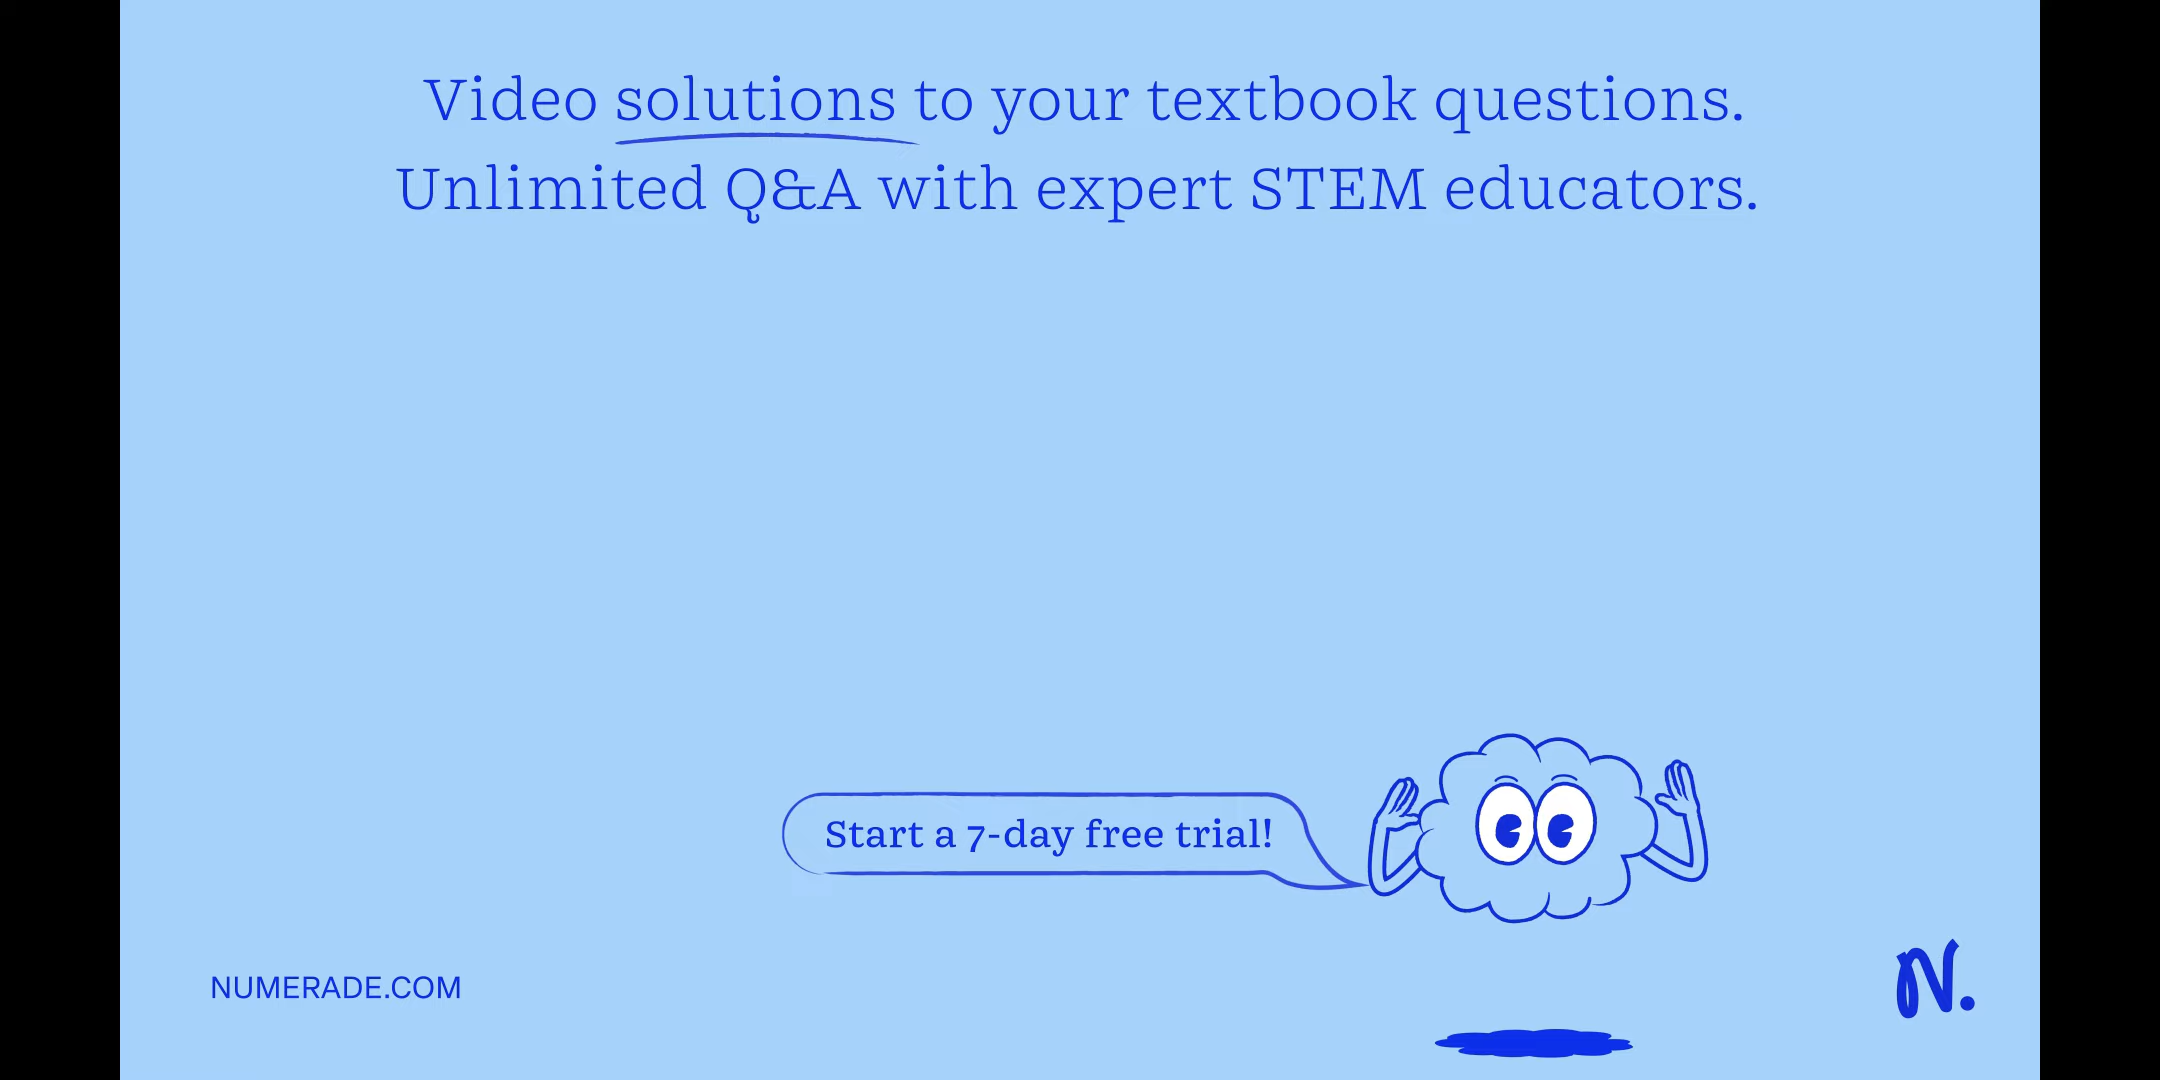 Video solutions to your textbook questions.
Unlimited Q&A with expert STEM educators.
Start a 7-day free trial!
NUMERADE.COM
N.